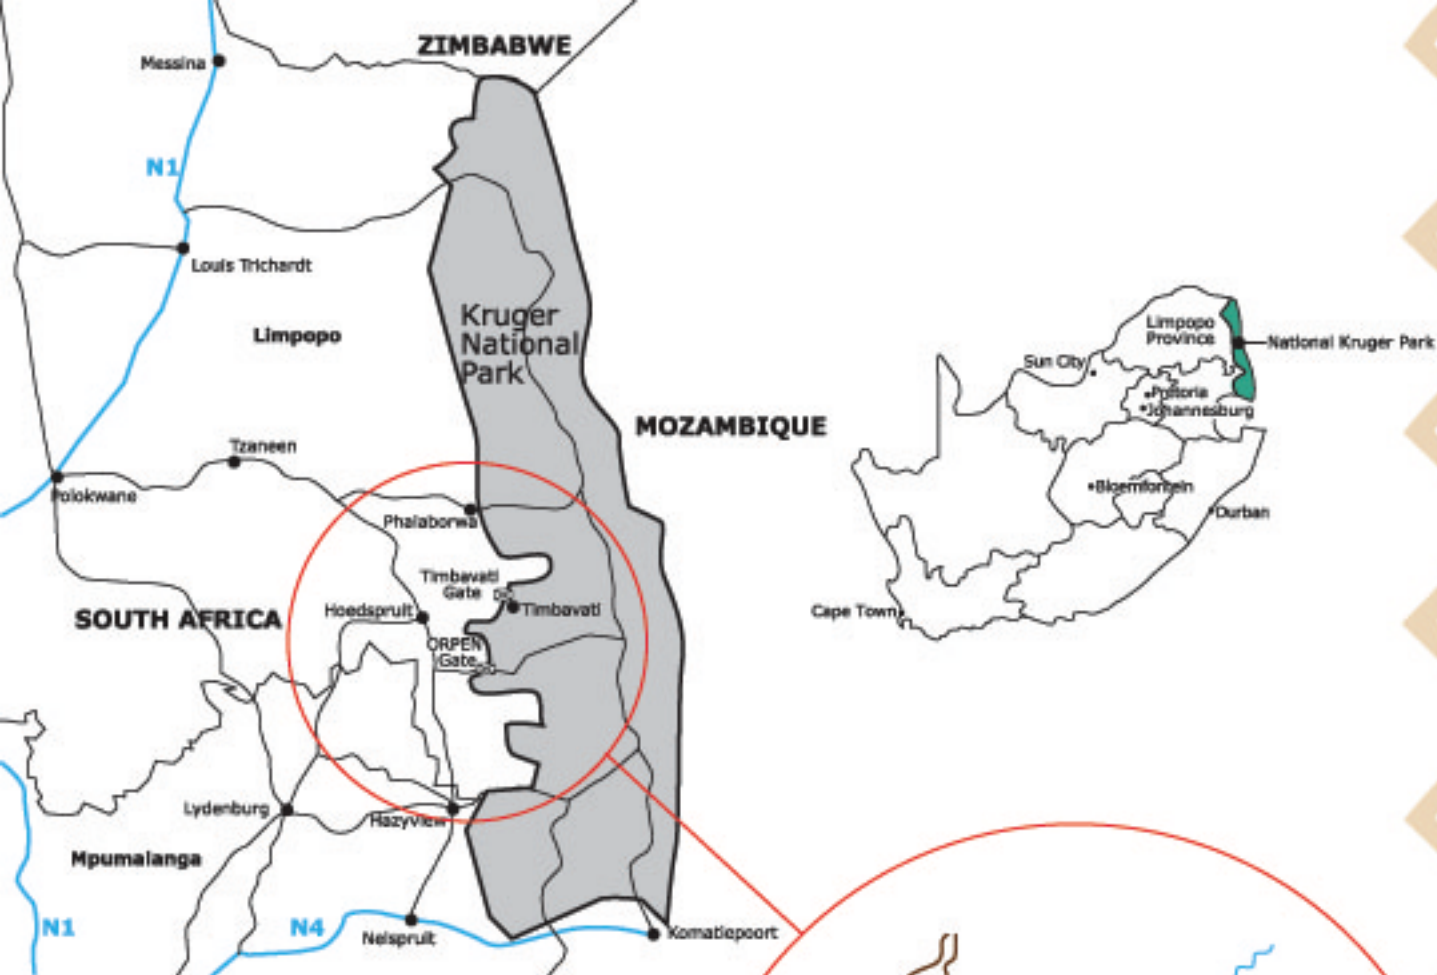 ZIMBABWE
Messina
N1
Louis Trichardt
Limpopo
Kruger
National
Park
MOZAMBIQUE
Tzaneen
Polokwane
Phalaborwa
Timbavati
Gate
Timbavati
Hoedspruit
SOUTH AFRICA
ORPEN
Gate
Lydenburg
Hazyview
Mpumalanga
N1
N4
Nelspruit
Komatiepoort
Limpopo
Province
National Kruger Park
Sun City
Pretoria
Johannesburg
Bloemfontein
Durban
Cape Town